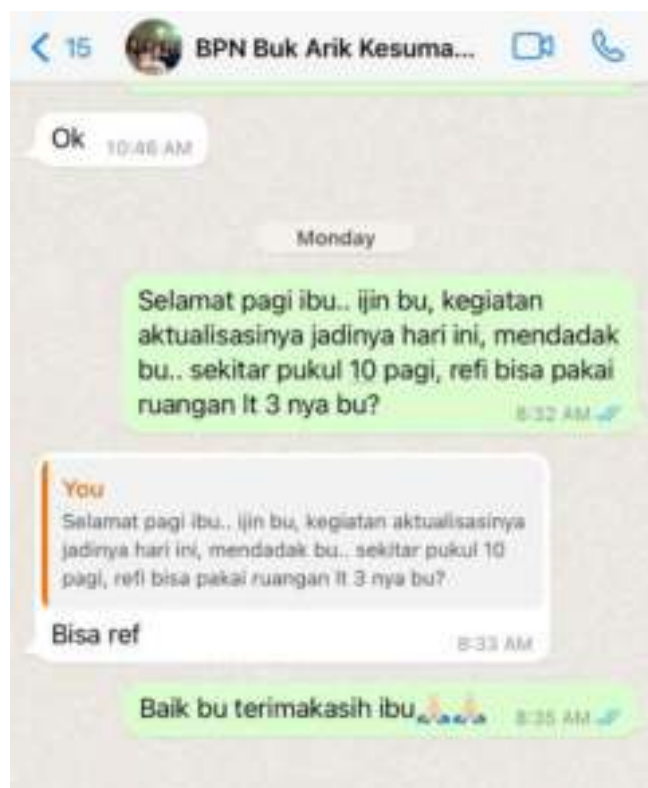 15 BPN Buk Arik Kesuma...
Ok 10:46 AM
Monday
Selamat pagi ibu.. ijin bu, kegiatan
aktualisasinya jadinya hari ini, mendadak
bu.. sekitar pukul 10 pagi, refi bisa pakai
ruangan lt 3 nya bu?
8:32 AM
You
Selamat pagi ibu.. ijin bu, kegiatan aktualisasinya
jadinya hari ini, mendadak bu.. sekitar pukul 10
pagi, refi bisa pakai ruangan lt 3 nya bu?
Bisa ref
8:33 AM
Baik bu terimakasih ibu🙏🏻🙏🏻 8:35 AM